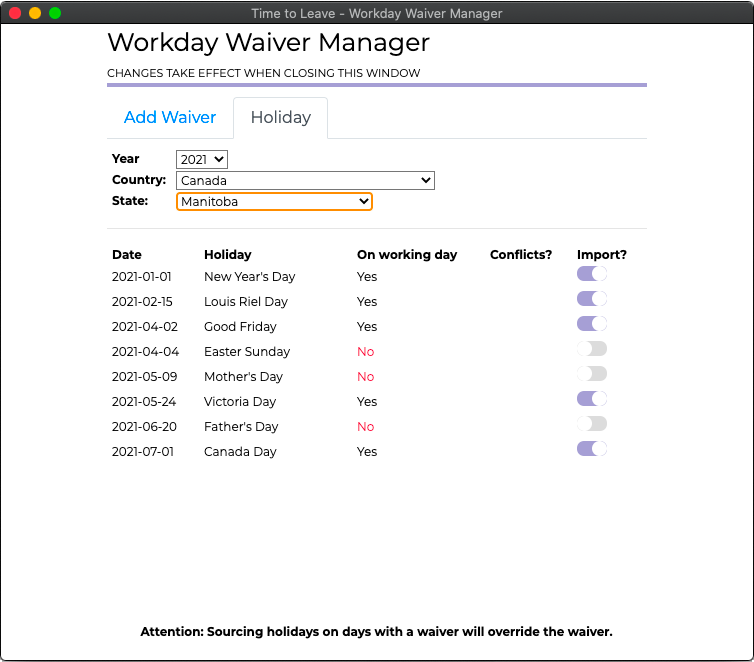 Time to Leave - Workday Waiver Manager
Workday Waiver Manager
CHANGES TAKE EFFECT WHEN CLOSING THIS WINDOW
Add Waiver Holiday
Year 2021
Country: Canada
State: Manitoba
Date Holiday On working day Conflicts? Import?
2021-01-01 New Year's Day Yes
2021-02-15 Louis Riel Day Yes
2021-04-02 Good Friday Yes
2021-04-04 Easter Sunday No
2021-05-09 Mother's Day No
2021-05-24 Victoria Day Yes
2021-06-20 Father's Day No
2021-07-01 Canada Day Yes
Attention: Sourcing holidays on days with a waiver will override the waiver.